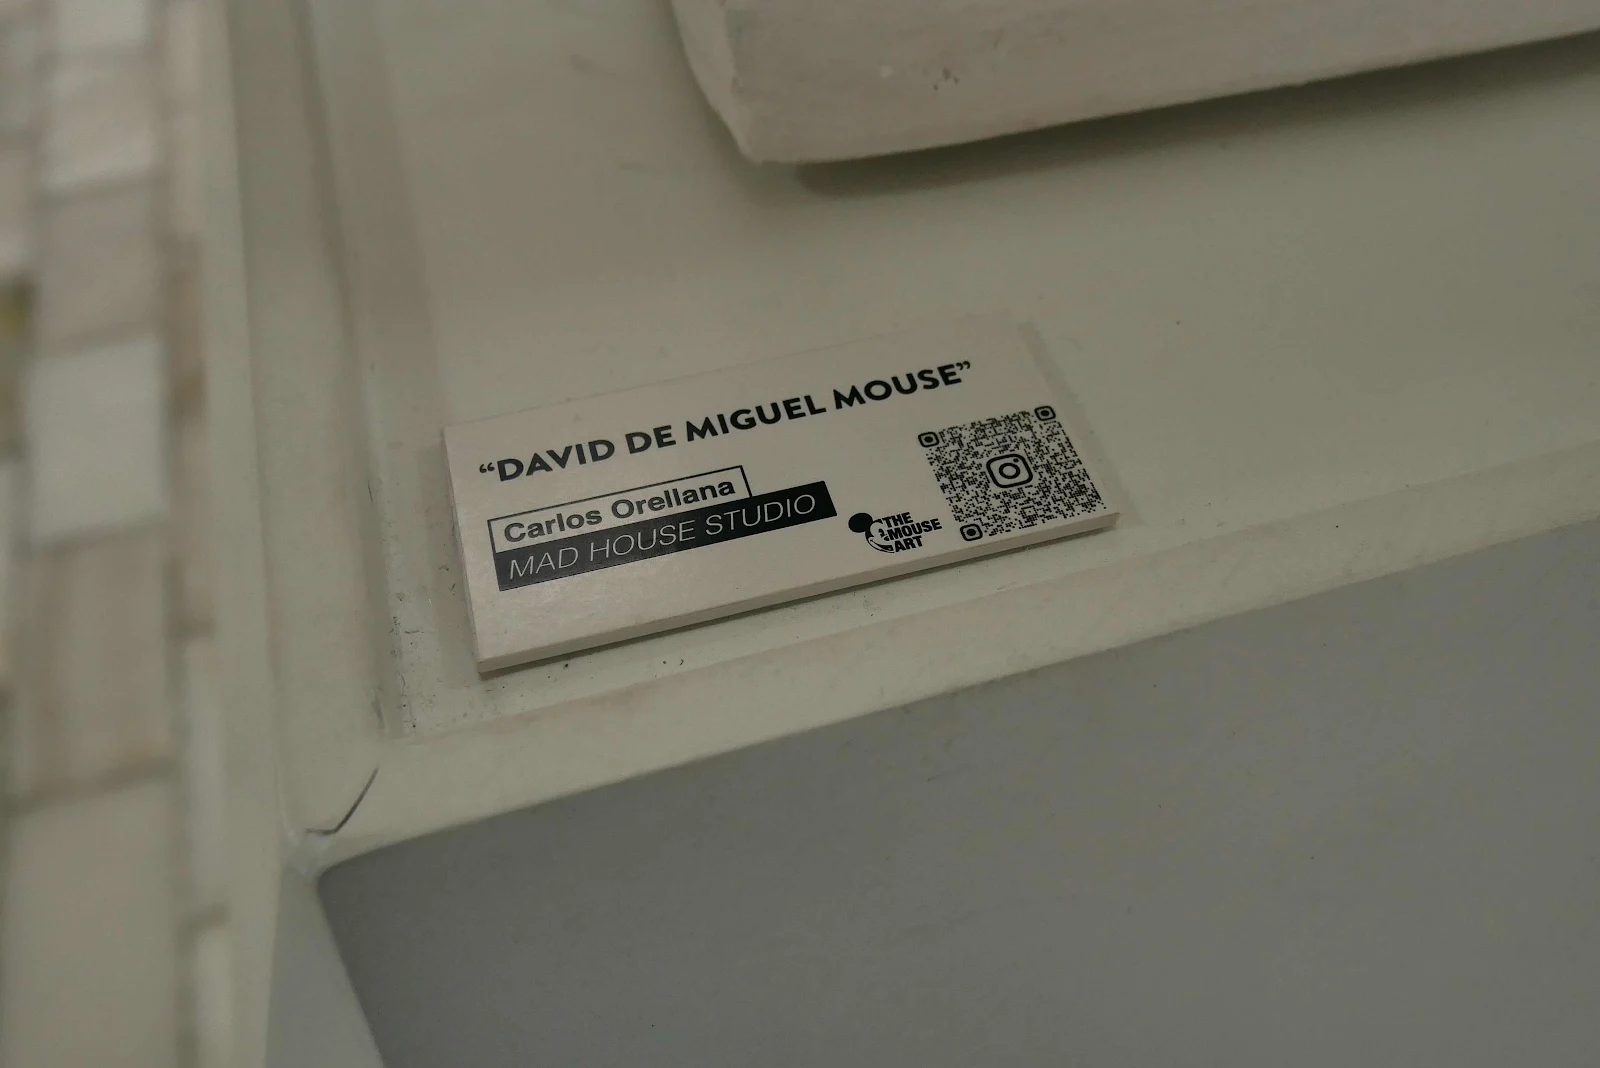 “DAVID DE MIGUEL MOUSE”
Carlos Orellana
MAD HOUSE STUDIO
THE
MOUSE
ART